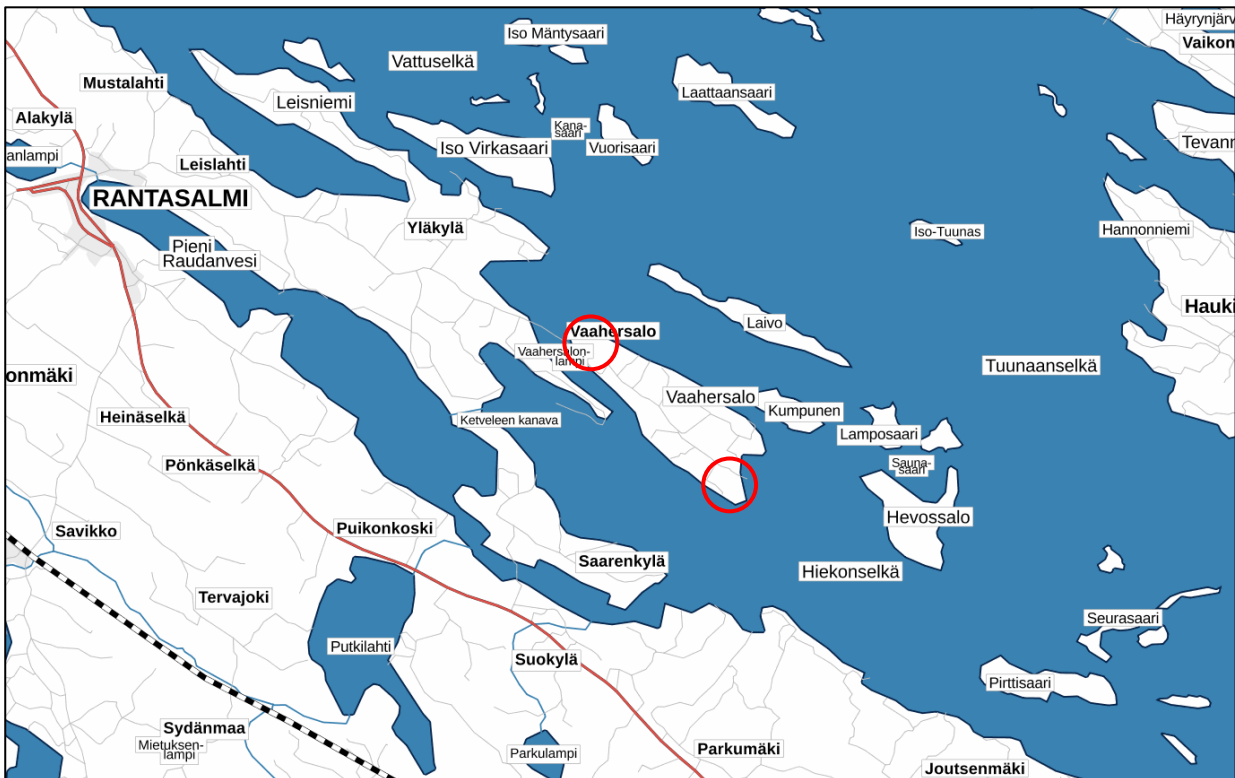 Iso Mäntysaari
Häyrynjärv
Vaikon
Vattuselkä
Mustalahti
Laattaansaari
Leisniemi
Alakylä
Kana-
saari
Iso Virkasaari
Vuorisaari
Tevann
anlampi
Leislahti
RANTASALMI
Yläkylä
Iso-Tuunas
Hannonniemi
Pieni
Raudanvesi
Hauki
Laivo
Vaahersalo
Vaahersalon-
lampi
Tuunaanselkä
onmäki
Vaahersalo
Kumpunen
Heinäselkä
Ketveleen kanava
Lamposaari
Pönkäselkä
Sauna-
saari
Hevossalo
Puikonkoski
Savikko
Saarenkylä
Hiekonselkä
Tervajoki
Seurasaari
Putkilahti
Suokylä
Pirttisaari
Sydänmaa
Mietuksen-
lampi
Parkulampi
Parkumäki
Joutsenmäki